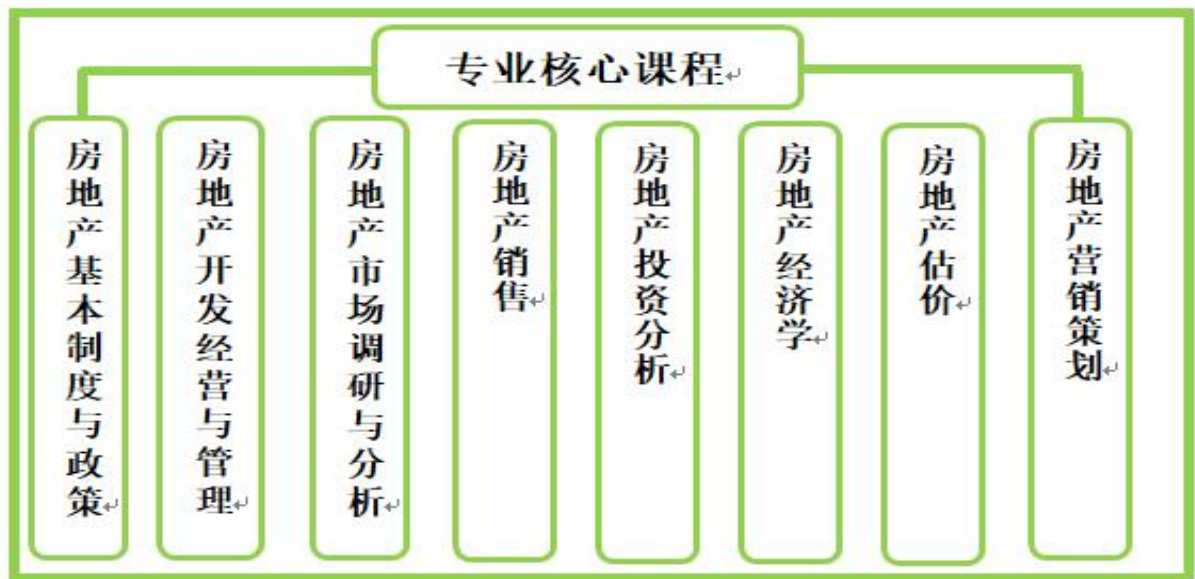 专业核心课程
房地产基本制度与政策
房地产开发经营与管理
房地产市场调研与分析
房地产销售
房地产投资分析
房地产经济学
房地产估价
房地产营销策划